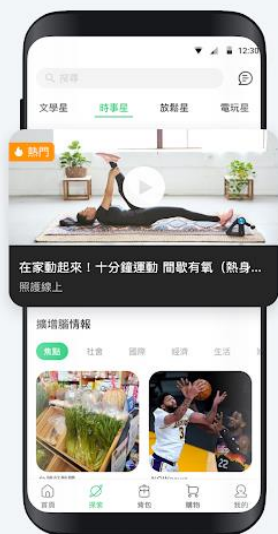 12:30
搜尋
文學星 時事星 放鬆星 電玩星
熱門
在家動起來！十分鐘運動 間歇有氧（熱身...
照護線上
擴增腦情報
焦點 社會 國際 經濟 生活
首頁 探索 背包 購物 我的